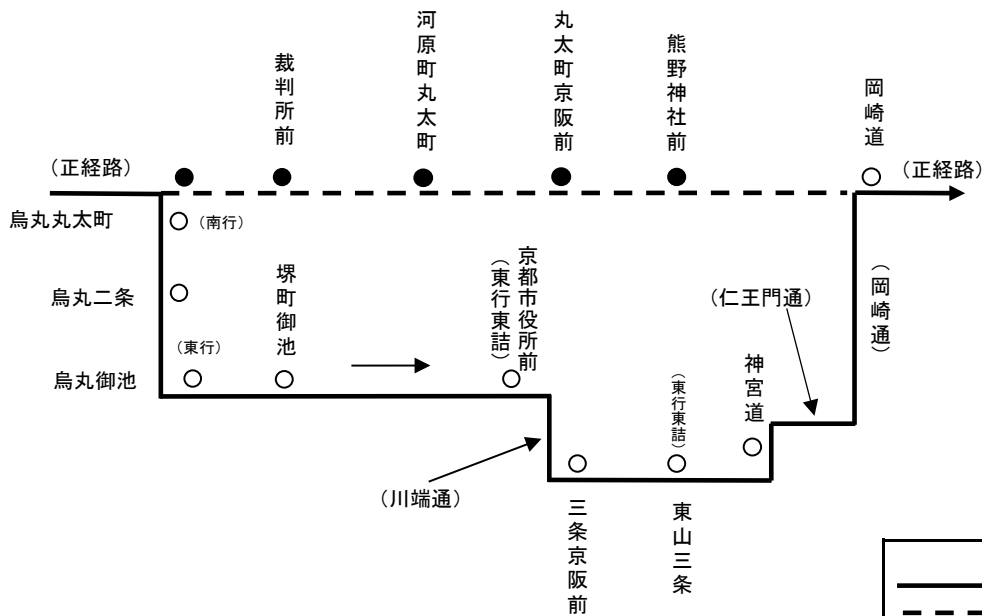 裁判所前
河原町丸太町
丸太町京阪前
熊野神社前
岡崎道
（正経路）
（正経路）
烏丸丸太町
（南行）
烏丸二条
堺町御池
京都市役所前
（東行東詰）
（仁王門通）
（岡崎通）
（東行）
烏丸御池
（東行東詰）
神宮道
（川端通）
三条京阪前
東山三条